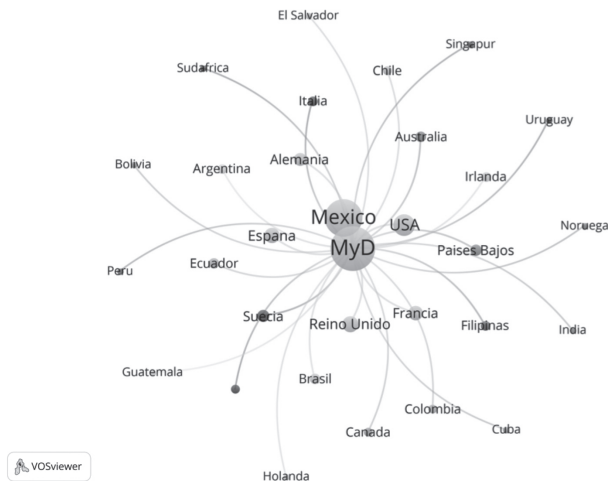 El Salvador
Singapur
Sudafrica
Chile
Italia
Uruguay
Australia
Bolivia
Argentina
Alemania
Irlanda
Mexico
USA
Noruega
Espana
MyD
Paises Bajos
Peru
Ecuador
Suecia
Reino Unido
Francia
Filipinas
India
Guatemala
Brasil
Colombia
Canada
Cuba
VOSviewer
Holanda